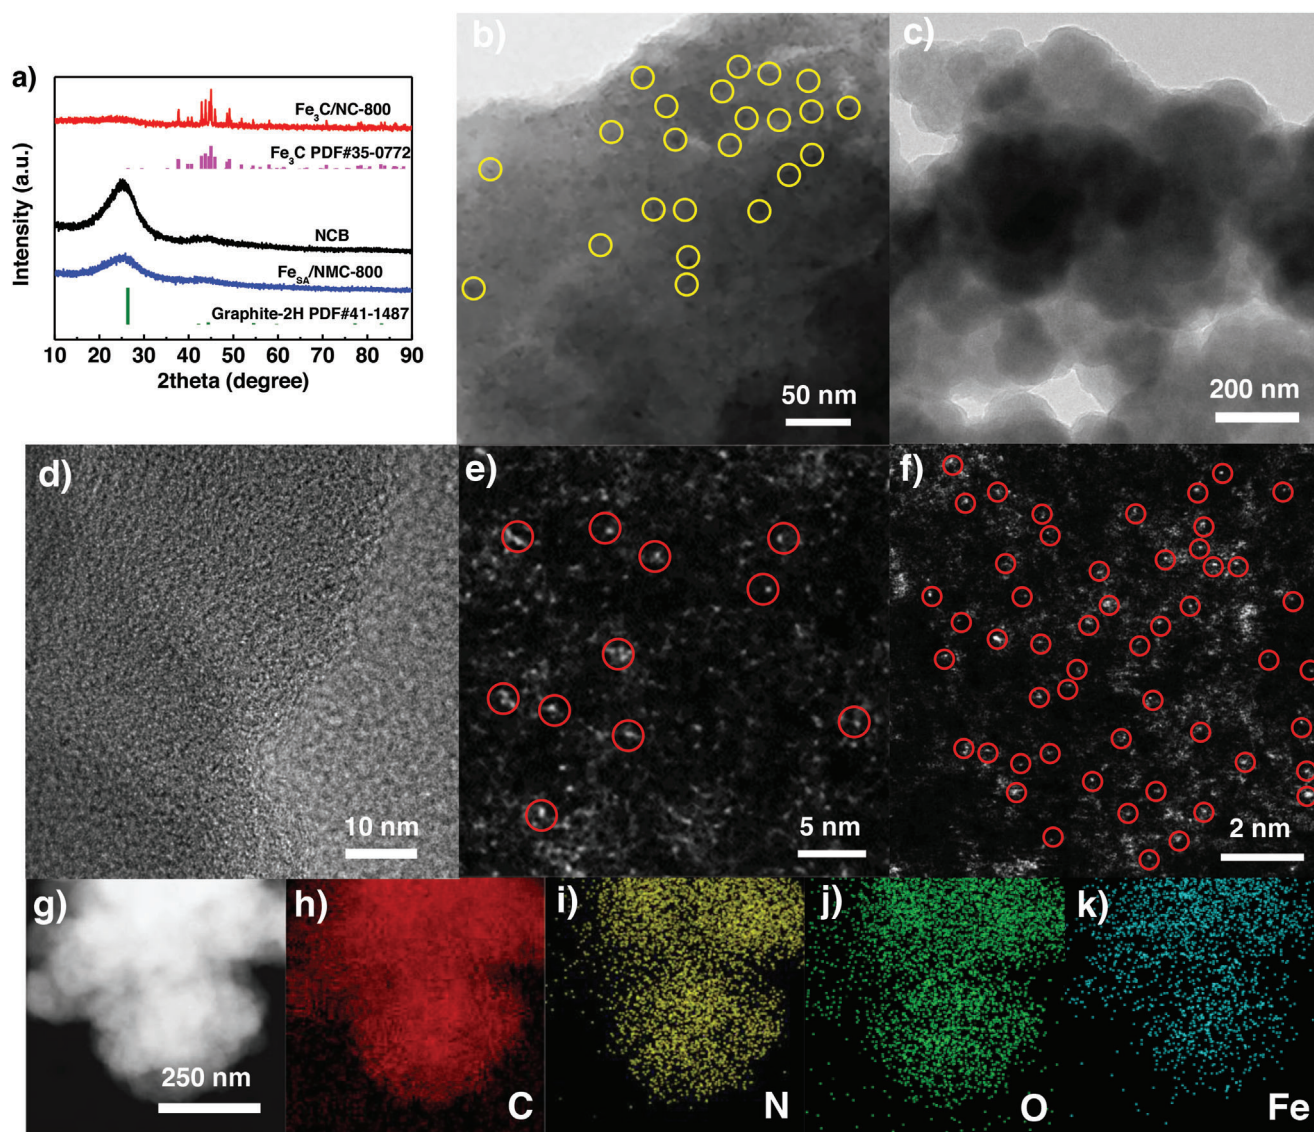 a)
Intensity (a.u.)
Fe₃C/NC-800
Fe₃C PDF#35-0772
NCB
Fe_SA/NMC-800
Graphite-2H PDF#41-1487
10 20 30 40 50 60 70 80 90
2theta (degree)
b)
50 nm
c)
200 nm
d)
10 nm
e)
5 nm
f)
2 nm
g)
250 nm
h)
C
i)
N
j)
O
k)
Fe